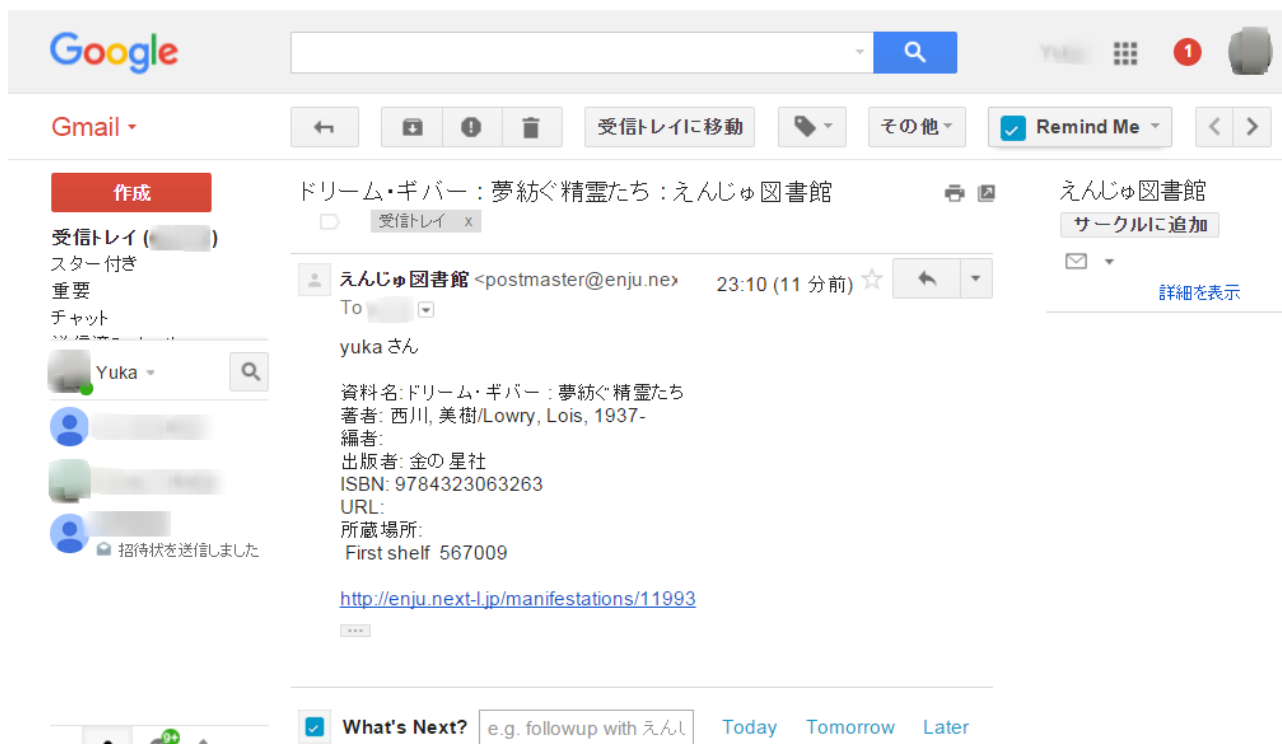 Google
1
Gmail
受信トレイに移動
その他
Remind Me
作成
受信トレイ ( )
スター付き
重要
チャット
Yuka
招待状を送信しました
9+
ドリーム・ギバー : 夢紡ぐ精霊たち : えんじゅ図書館
受信トレイ x
えんじゅ図書館 <postmaster@enju.nex
23:10 (11 分前)
To
yuka さん
資料名:ドリーム・ギバー : 夢紡ぐ精霊たち
著者: 西川, 美樹/Lowry, Lois, 1937-
編者:
出版者: 金の星社
ISBN: 9784323063263
URL:
所蔵場所:
First shelf 567009
http://enju.next-l.jp/manifestations/11993
What's Next?
e.g. followup with えんじ
Today
Tomorrow
Later
えんじゅ図書館
サークルに追加
詳細を表示